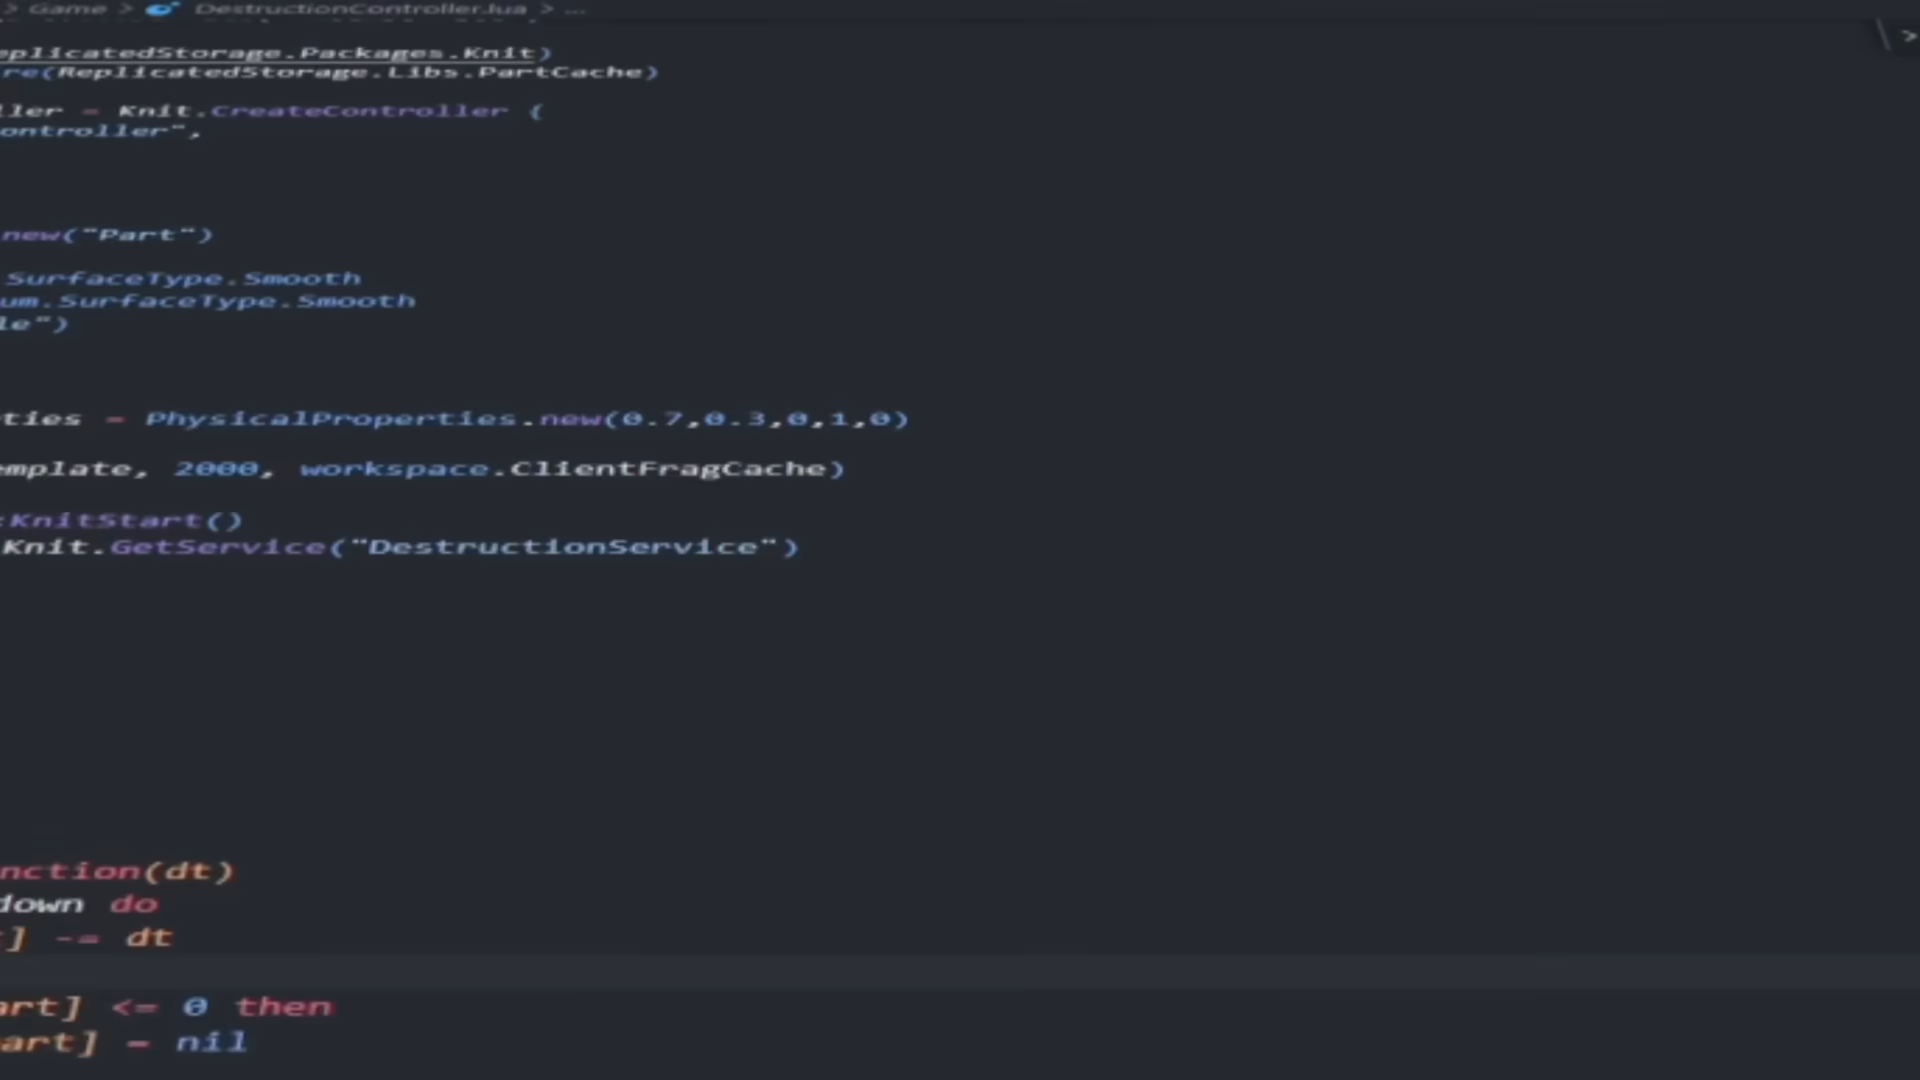 > Game > DestructionController.lua > ...
eplicatedStorage.Packages.Knit)
re(ReplicatedStorage.Libs.PartCache)
ller = Knit.CreateController {
ontroller",
new("Part")
SurfaceType.Smooth
um.SurfaceType.Smooth
le")
ties = PhysicalProperties.new(0.7,0.3,0,1,0)
emplate, 2000, workspace.ClientFragCache)
:KnitStart()
Knit.GetService("DestructionService")
nction(dt)
down do
] -= dt
art] <= 0 then
art] = nil